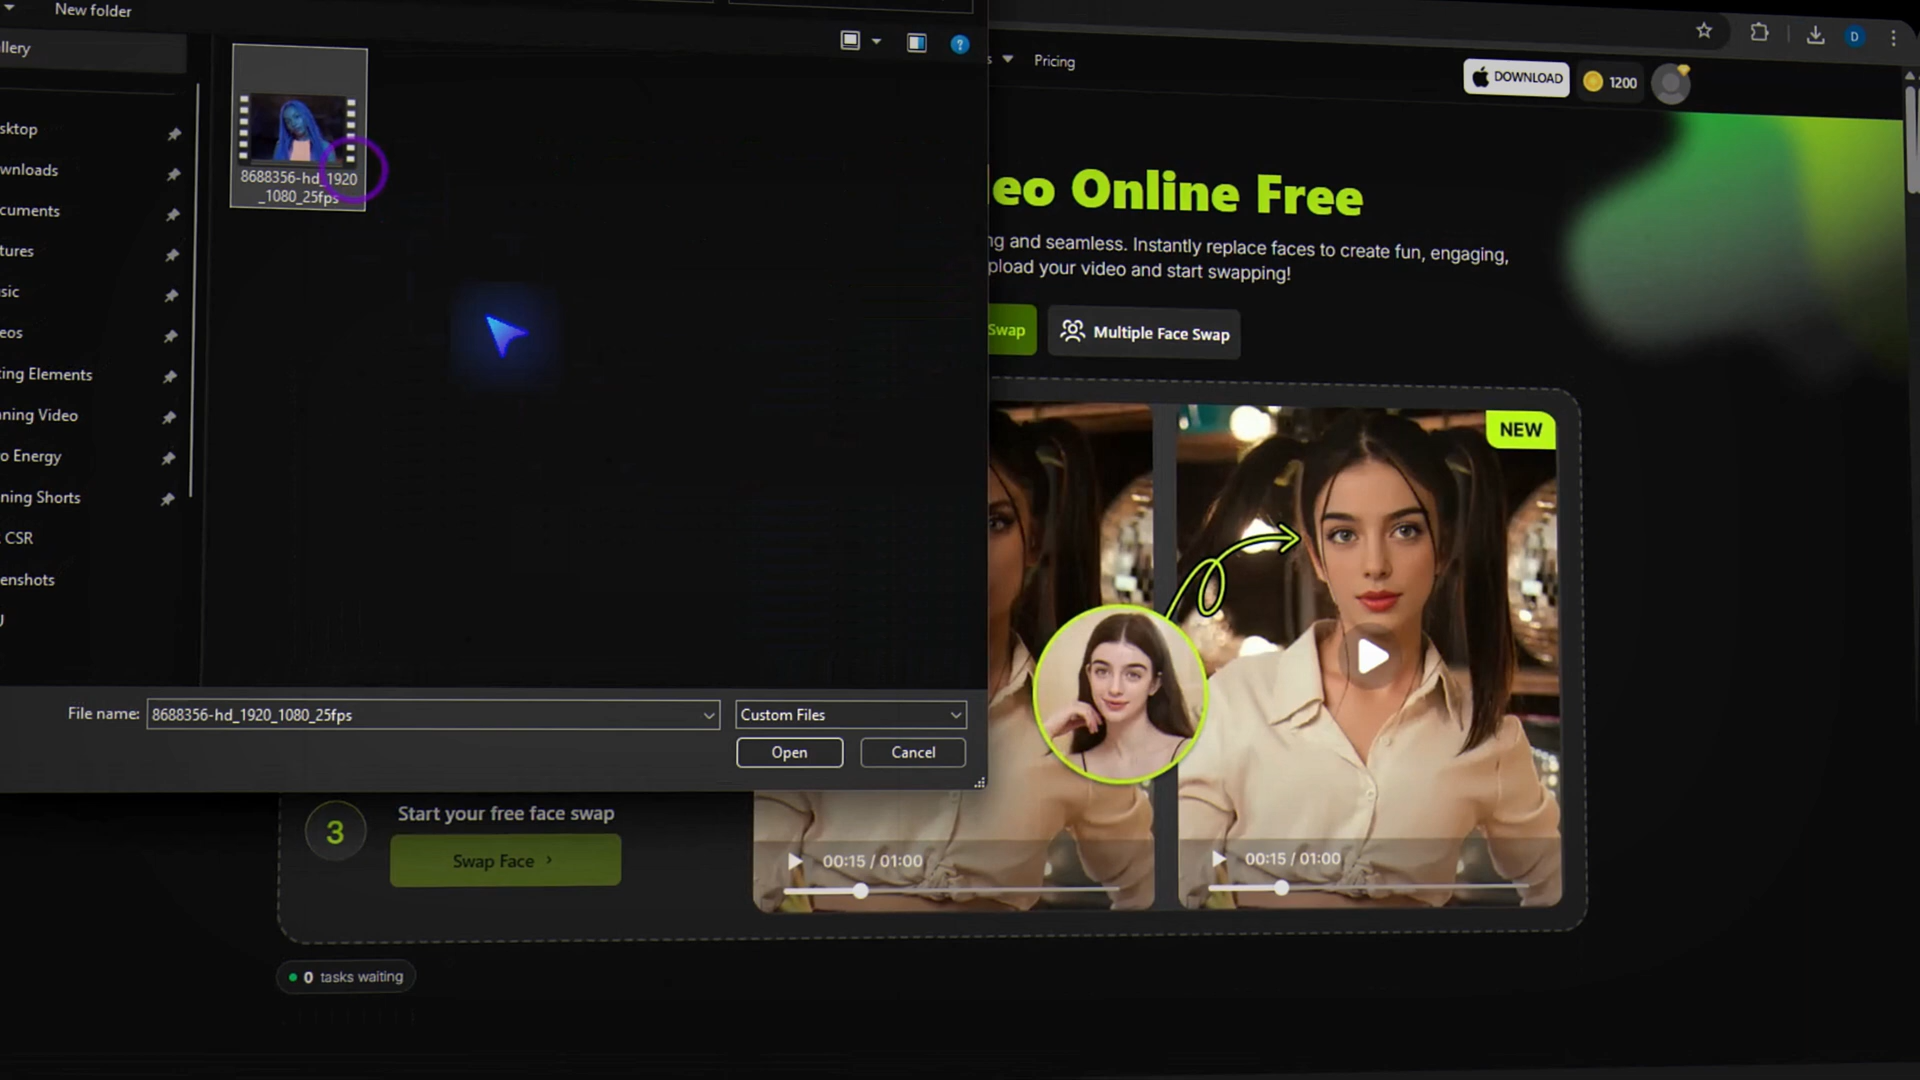 New folder
llery
sktop
wnloads
cuments
tures
sic
eos
ting Elements
ning Video
o Energy
ning Shorts
CSR
enshots
8688356-hd_1920
_1080_25fps
File name:
8688356-hd_1920_1080_25fps
Custom Files
Open
Cancel
Pricing
DOWNLOAD
1200
D
eo Online Free
ng and seamless. Instantly replace faces to create fun, engaging,
pload your video and start swapping!
Swap
Multiple Face Swap
NEW
3
Start your free face swap
Swap Face
00:15 / 01:00
00:15 / 01:00
0 tasks waiting